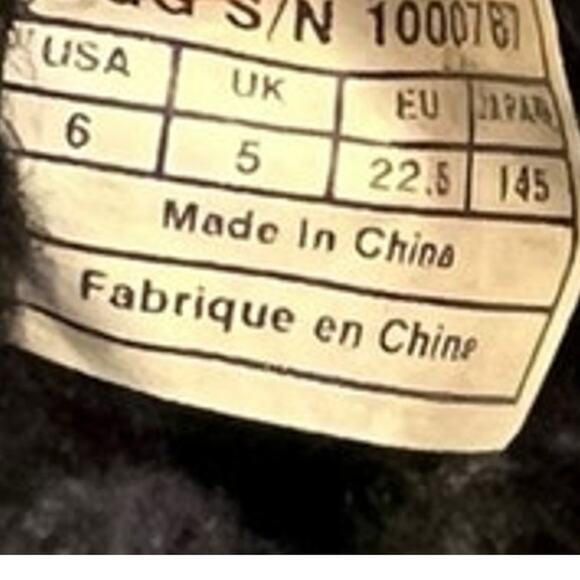 S/N 1000787
USA UK EU JAPAN
6 5 22.5 145
Made In China
Fabrique en Chine